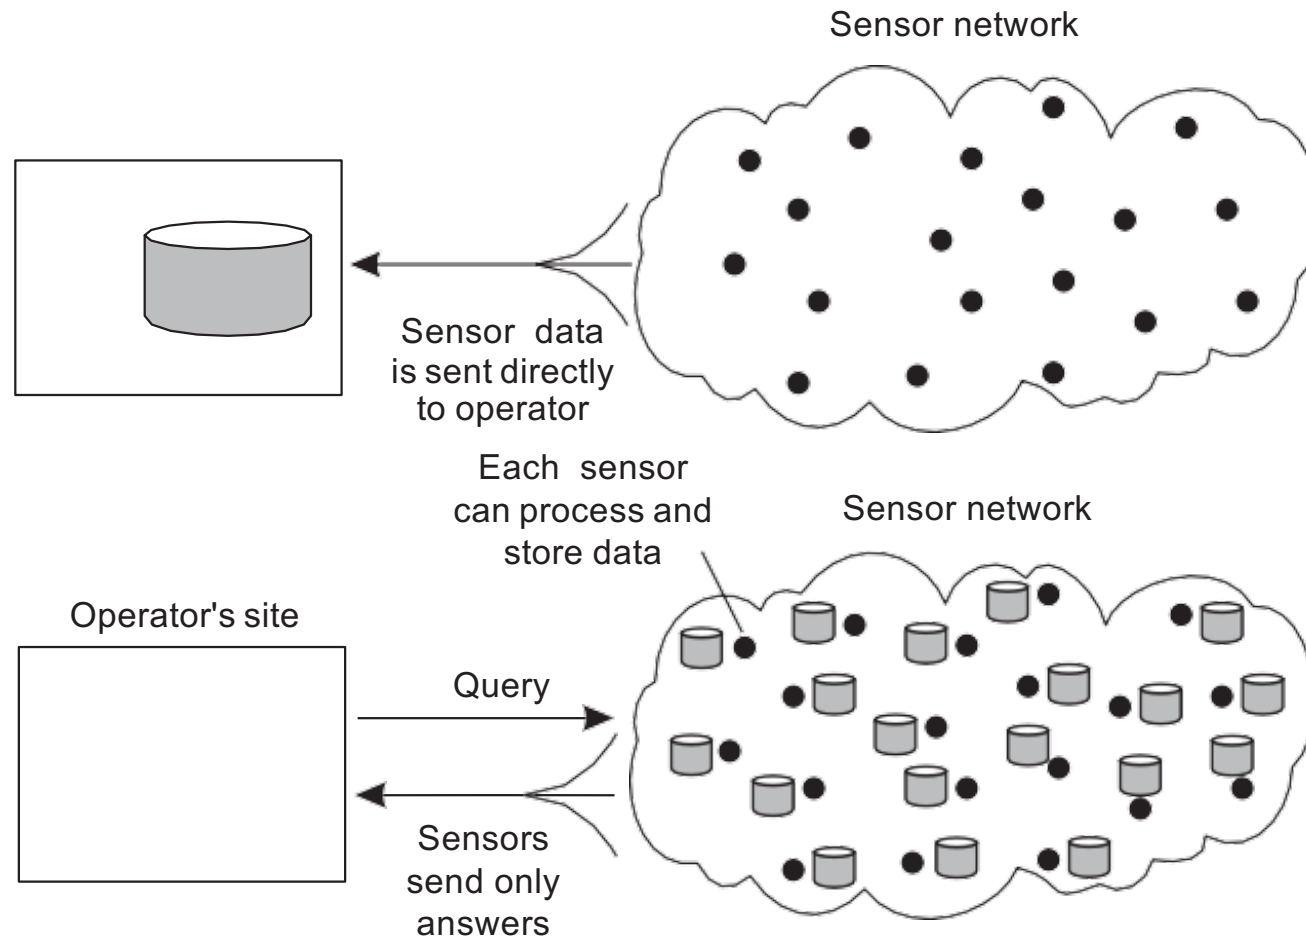 Sensor network
Sensor data
is sent directly
to operator
Each sensor
can process and
store data
Sensor network
Operator's site
Query
Sensors
send only
answers